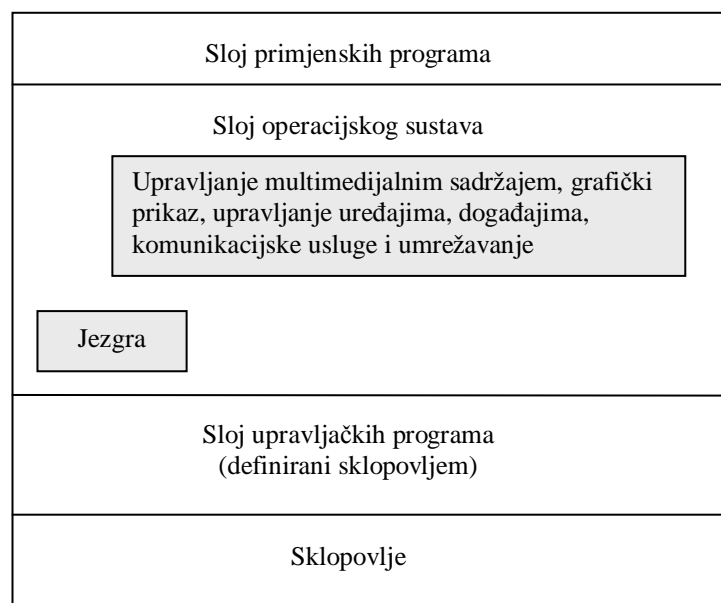 Sloj primjenskih programa
Sloj operacijskog sustava
Upravljanje multimedijalnim sadržajem, grafički
prikaz, upravljanje uređajima, događajima,
komunikacijske usluge i umrežavanje
Jezgra
Sloj upravljačkih programa
(definirani sklopovljem)
Sklopovlje